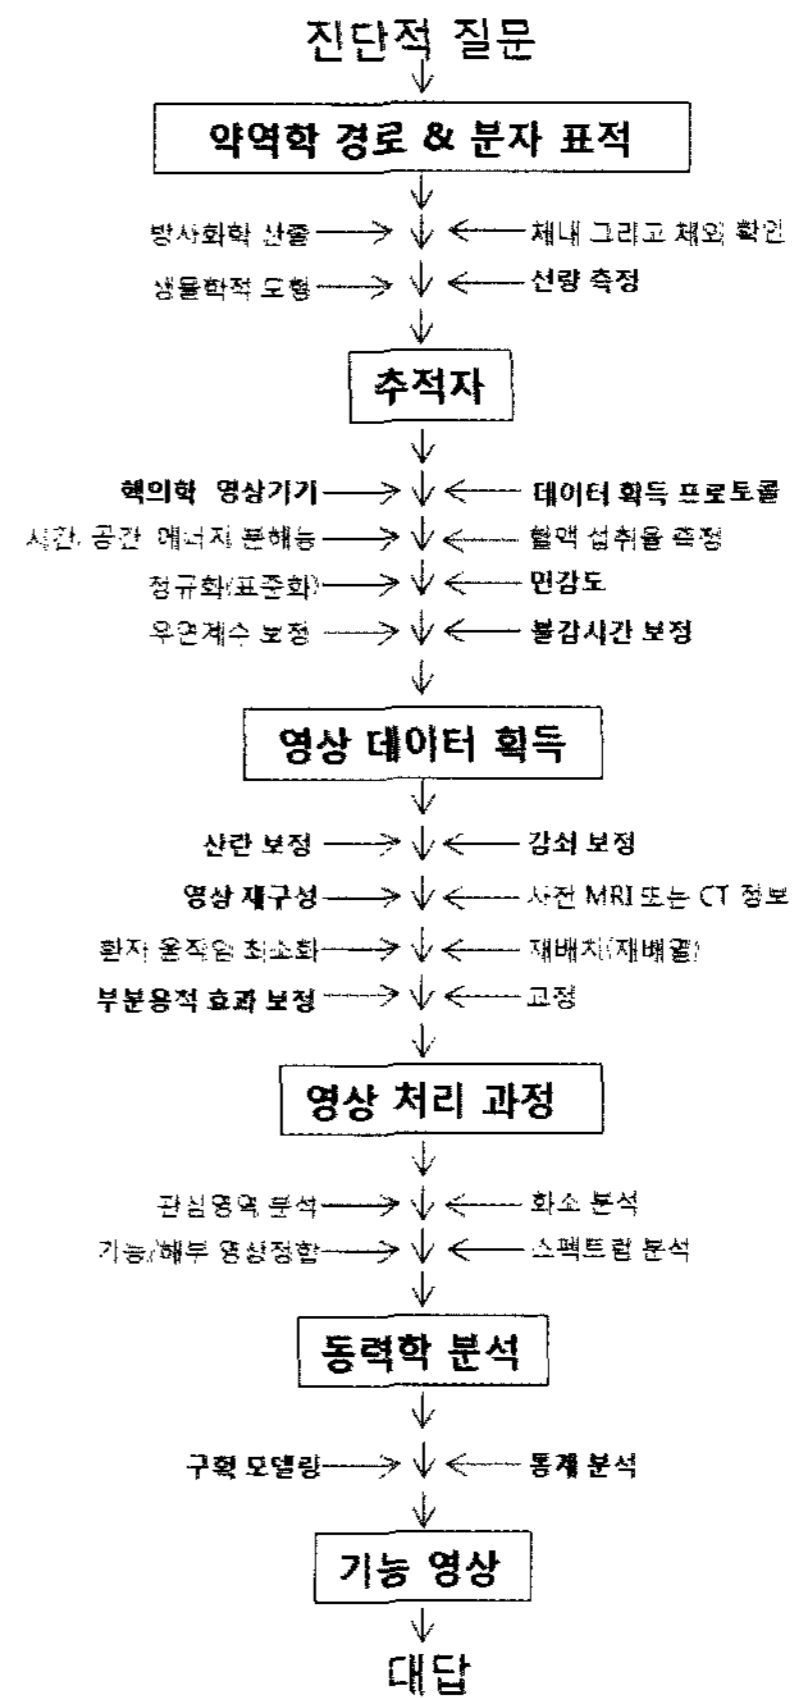 진단적 질문
약역학 경로 & 분자 표적
방사화학 산출 체내 그리고 체외 확인
생물학적 모형 선량 측정
추적자
핵의학 영상기기 데이터 획득 프로토콜
시간, 공간 에너지 분해능 혈액 섭취율 측정
정규화(표준화) 민감도
우연계수 보정 불감시간 보정
영상 데이터 획득
산란 보정 감쇠 보정
영상 재구성 사전 MRI 또는 CT 정보
환자 움직임 최소화 재배치(재배열)
부분용적 효과 보정 교정
영상 처리 과정
관심영역 분석 화소 분석
기능/해부 영상정합 스펙트럼 분석
동력학 분석
구획 모델링 통계 분석
기능 영상
대답